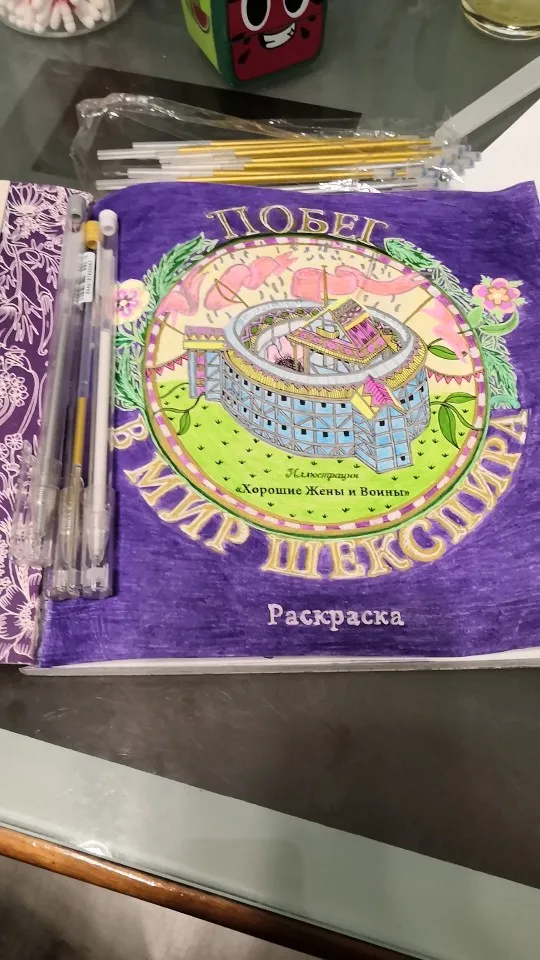 ПОБЕГ
В МИР ШЕКСПИРА
Иллюстрации
«Хорошие Жены и Воины»
Раскраска